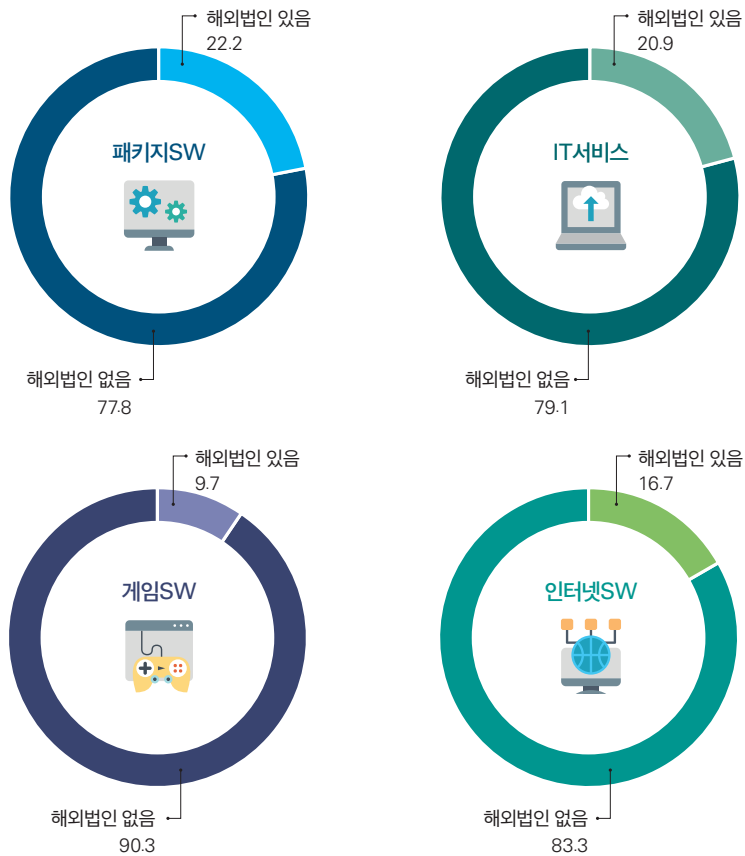 해외법인 있음
22.2
패키지SW
해외법인 없음
77.8
해외법인 있음
20.9
IT서비스
해외법인 없음
79.1
해외법인 있음
9.7
게임SW
해외법인 없음
90.3
해외법인 있음
16.7
인터넷SW
해외법인 없음
83.3